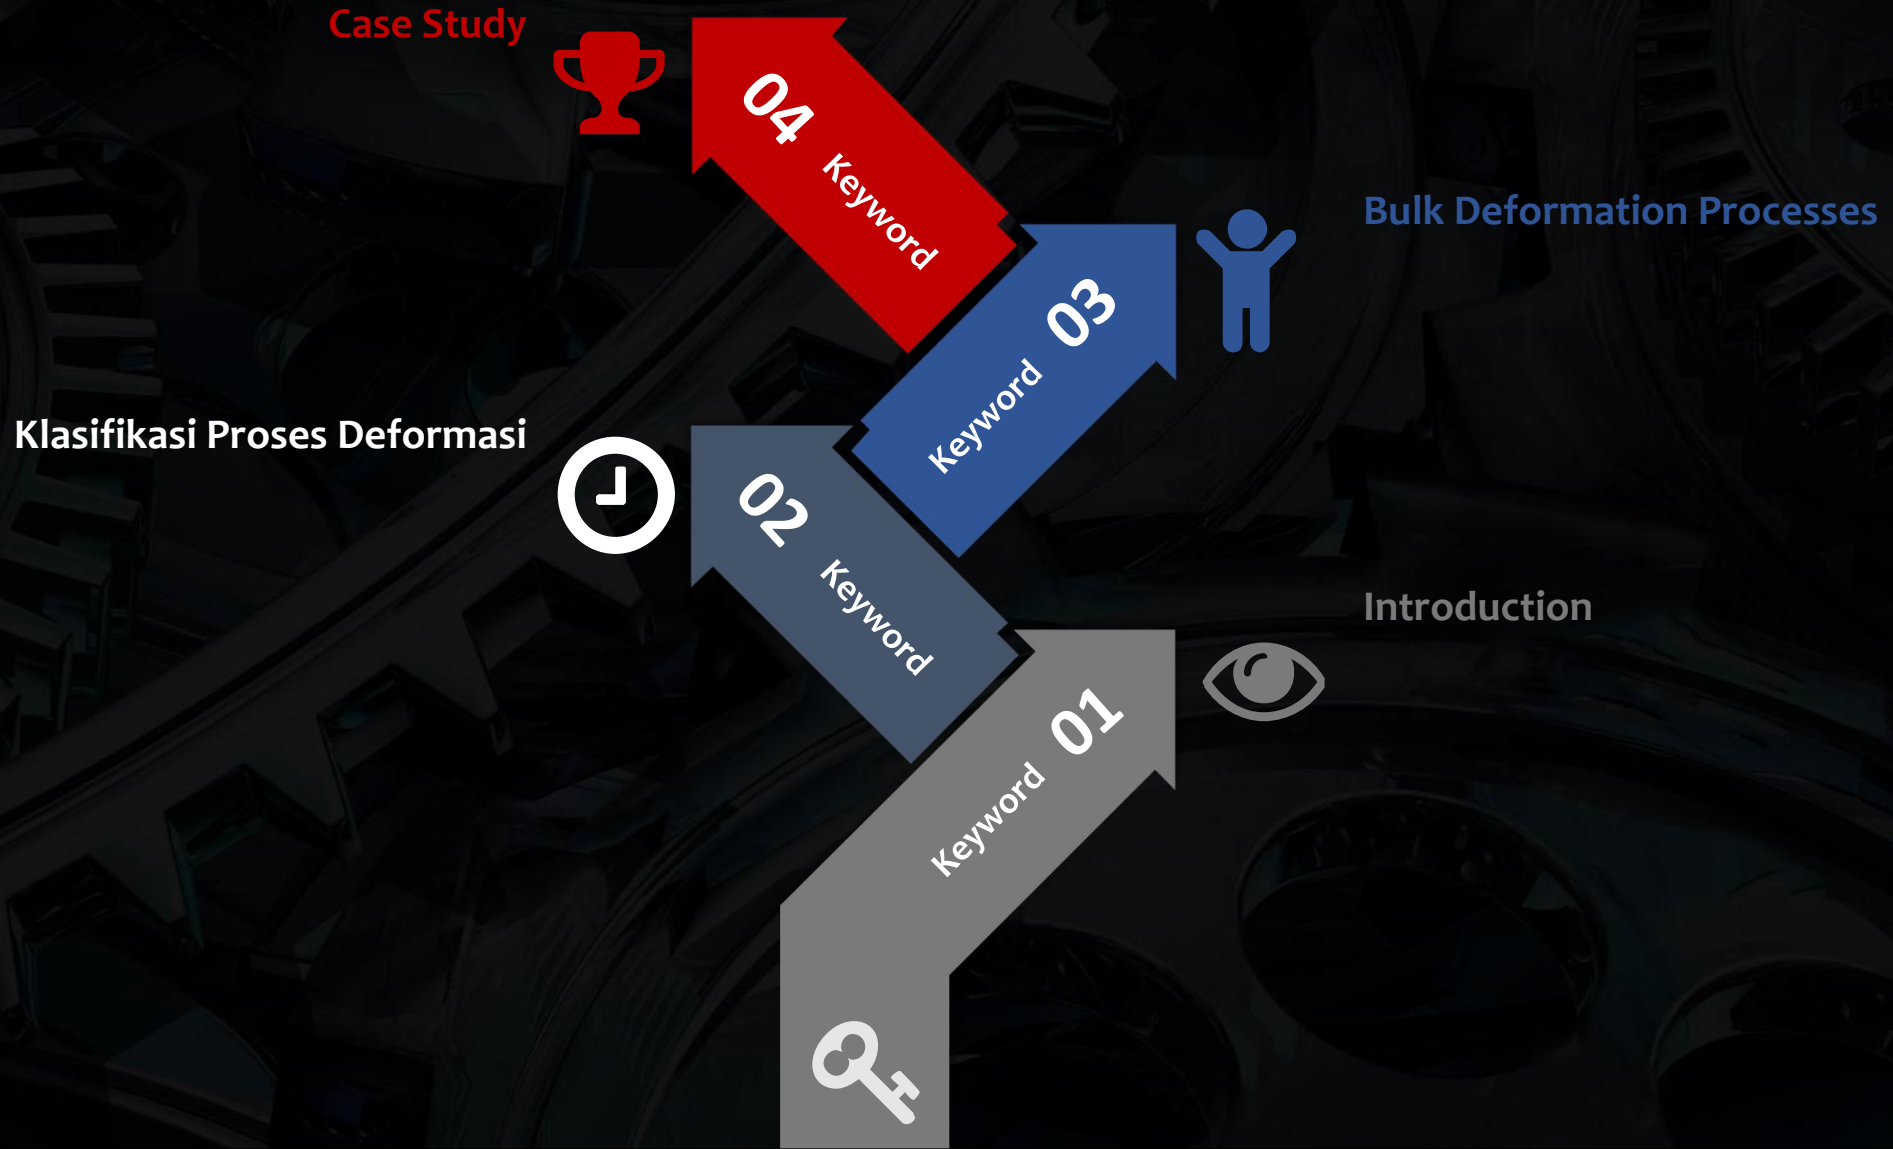 Case Study
04
Keyword
Bulk Deformation Processes
03
Keyword
Klasifikasi Proses Deformasi
02
Keyword
Introduction
01
Keyword